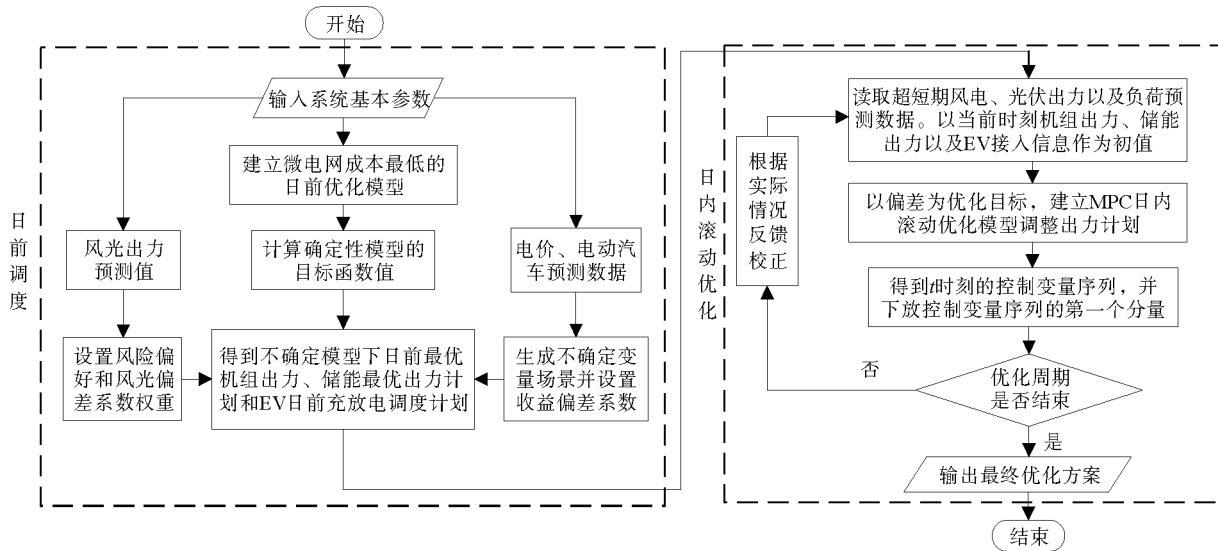 开始
日前调度
输入系统基本参数
建立微电网成本最低的
日前优化模型
风光出力
预测值
计算确定性模型的
目标函数值
电价、电动汽
车预测数据
设置风险偏
好和风光偏
差系数权重
得到不确定模型下日前最优
机组出力、储能最优出力计
划和EV日前充放电调度计划
生成不确定变
量场景并设置
收益偏差系数
日内滚动优化
读取超短期风电、光伏出力以及负荷预
测数据。以当前时刻机组出力、储能
出力以及EV接入信息作为初值
根据
实际
情况
反馈
校正
以偏差为优化目标，建立MPC日内
滚动优化模型调整出力计划
得到t时刻的控制变量序列，并
下放控制变量序列的第一个分量
否
优化周期
是否结束
是
输出最终优化方案
结束